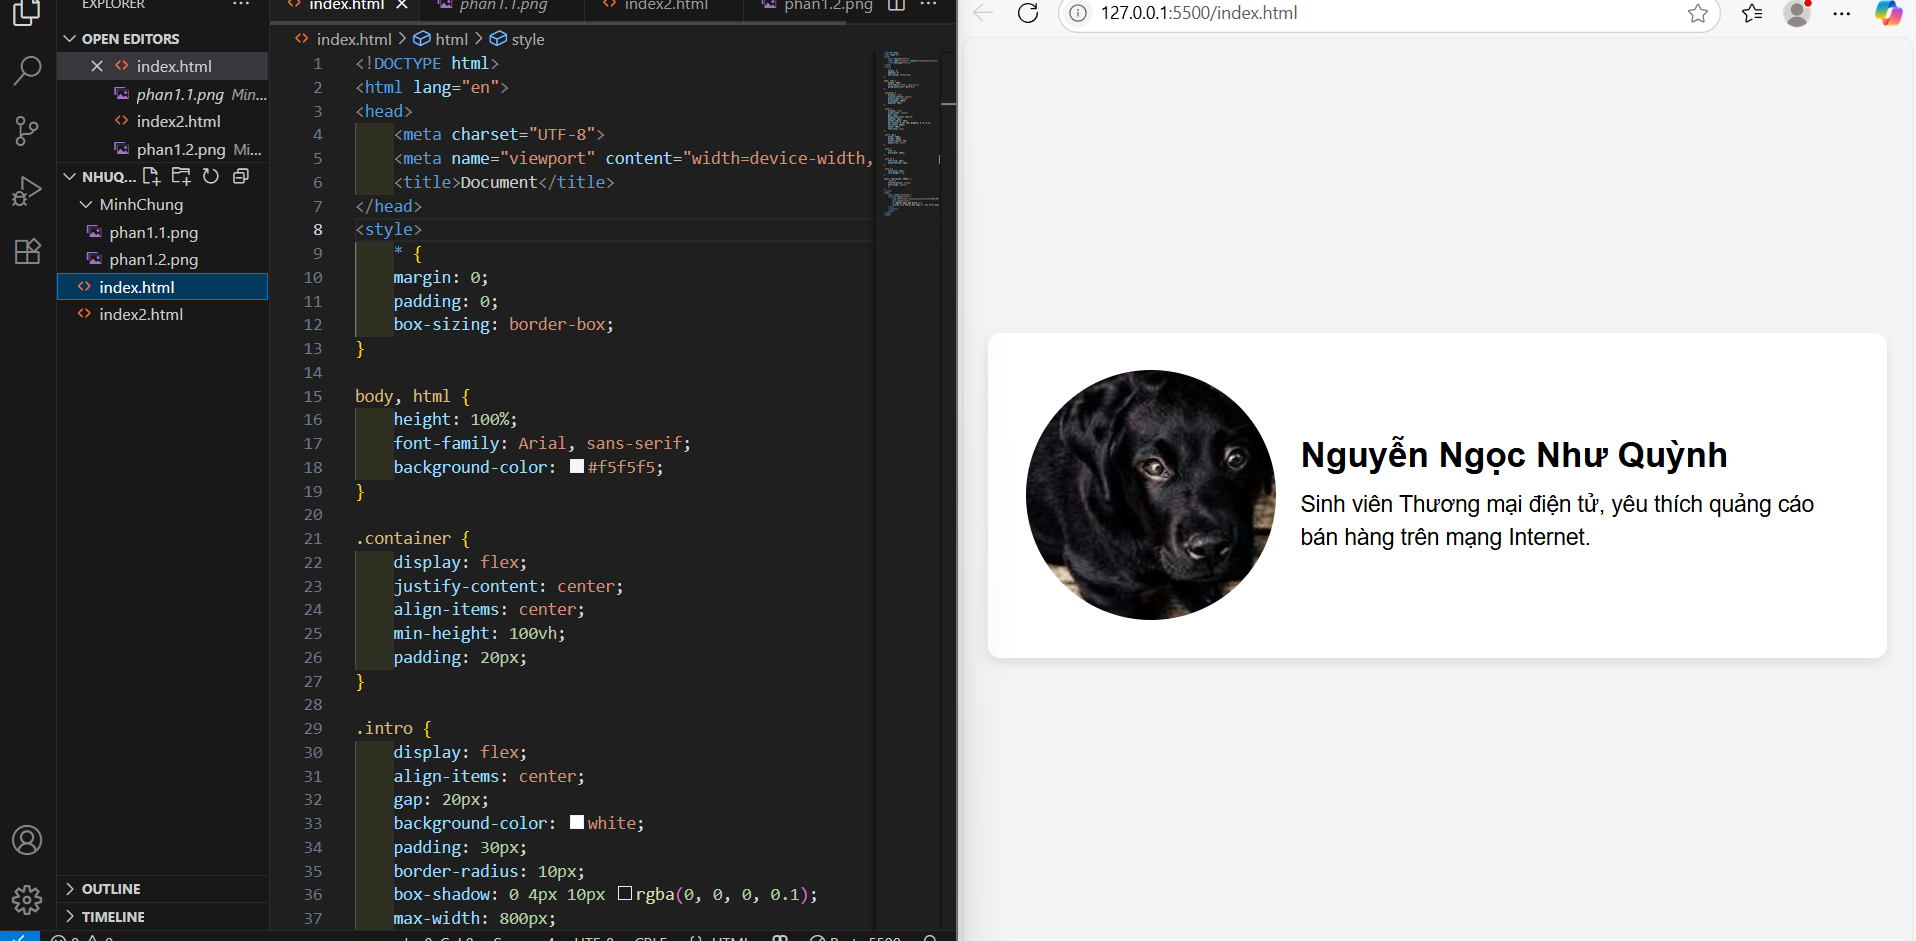 EXPLORER
OPEN EDITORS
index.html
phan1.1.png Min...
index2.html
phan1.2.png Mi...
NHUQ...
MinhChung
phan1.1.png
phan1.2.png
index.html
index2.html
OUTLINE
TIMELINE
index.html
phan1.1.png
index2.html
phan1.2.png
index.html > html > style
1 <!DOCTYPE html>
2 <html lang="en">
3 <head>
4 <meta charset="UTF-8">
5 <meta name="viewport" content="width=device-width,
6 <title>Document</title>
7 </head>
8 <style>
9 * {
10 margin: 0;
11 padding: 0;
12 box-sizing: border-box;
13 }
14
15 body, html {
16 height: 100%;
17 font-family: Arial, sans-serif;
18 background-color: #f5f5f5;
19 }
20
21 .container {
22 display: flex;
23 justify-content: center;
24 align-items: center;
25 min-height: 100vh;
26 padding: 20px;
27 }
28
29 .intro {
30 display: flex;
31 align-items: center;
32 gap: 20px;
33 background-color: white;
34 padding: 30px;
35 border-radius: 10px;
36 box-shadow: 0 4px 10px rgba(0, 0, 0, 0.1);
37 max-width: 800px;
127.0.0.1:5500/index.html
Nguyễn Ngọc Như Quỳnh
Sinh viên Thương mại điện tử, yêu thích quảng cáo
bán hàng trên mạng Internet.